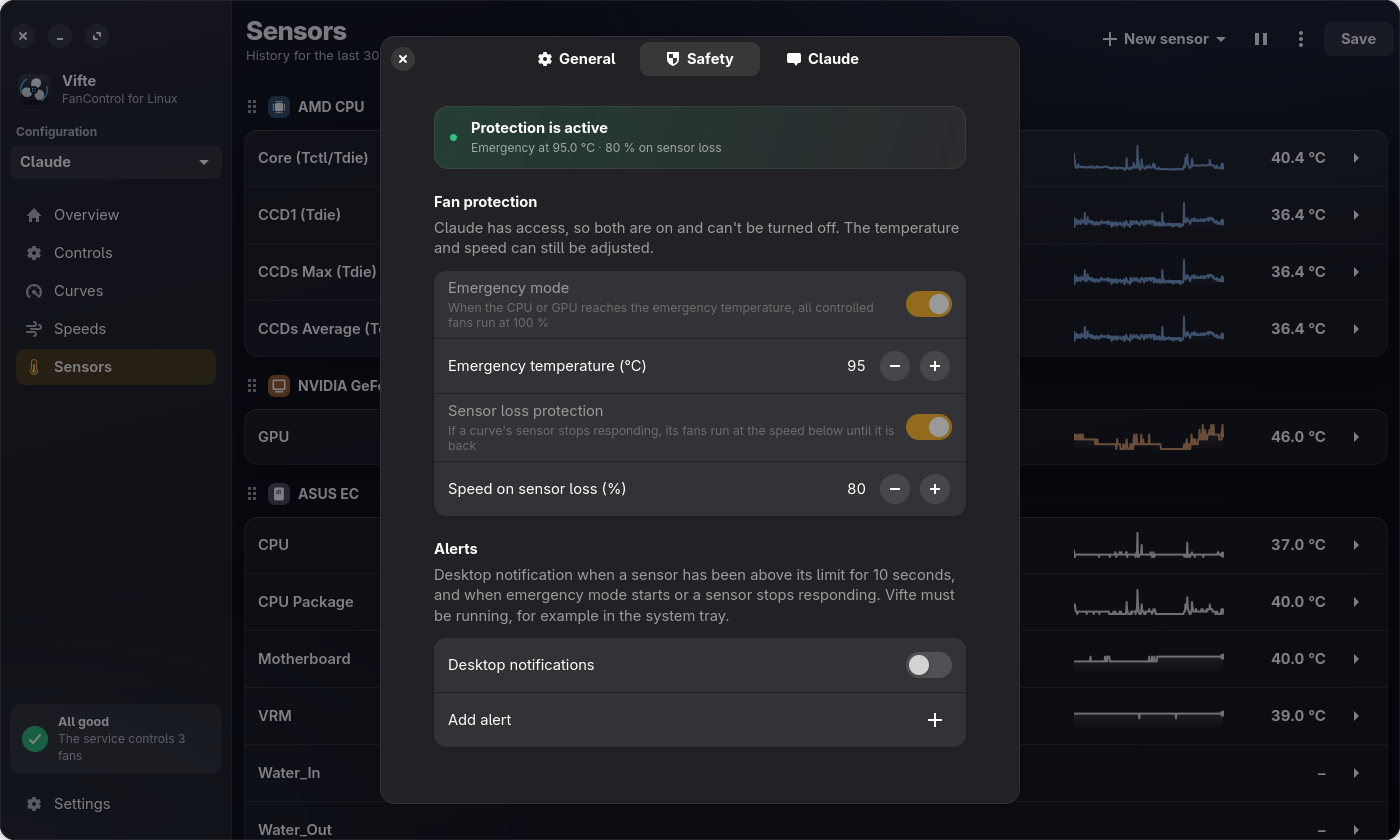 Vifte
FanControl for Linux
Configuration
Claude
Overview
Controls
Curves
Speeds
Sensors
All good
The service controls 3
fans
Settings
Sensors
History for the last 30
New sensor
Save
AMD CPU
Core (Tctl/Tdie)
40.4 °C
CCD1 (Tdie)
36.4 °C
CCDs Max (Tdie)
36.4 °C
CCDs Average (T
36.4 °C
NVIDIA GeF
GPU
46.0 °C
ASUS EC
CPU
37.0 °C
CPU Package
40.0 °C
Motherboard
40.0 °C
VRM
39.0 °C
Water_In
–
Water_Out
–
General
Safety
Claude
Protection is active
Emergency at 95.0 °C · 80 % on sensor loss
Fan protection
Claude has access, so both are on and can't be turned off. The temperature
and speed can still be adjusted.
Emergency mode
When the CPU or GPU reaches the emergency temperature, all controlled
fans run at 100 %
Emergency temperature (°C)
95
Sensor loss protection
If a curve's sensor stops responding, its fans run at the speed below until it is
back
Speed on sensor loss (%)
80
Alerts
Desktop notification when a sensor has been above its limit for 10 seconds,
and when emergency mode starts or a sensor stops responding. Vifte must
be running, for example in the system tray.
Desktop notifications
Add alert